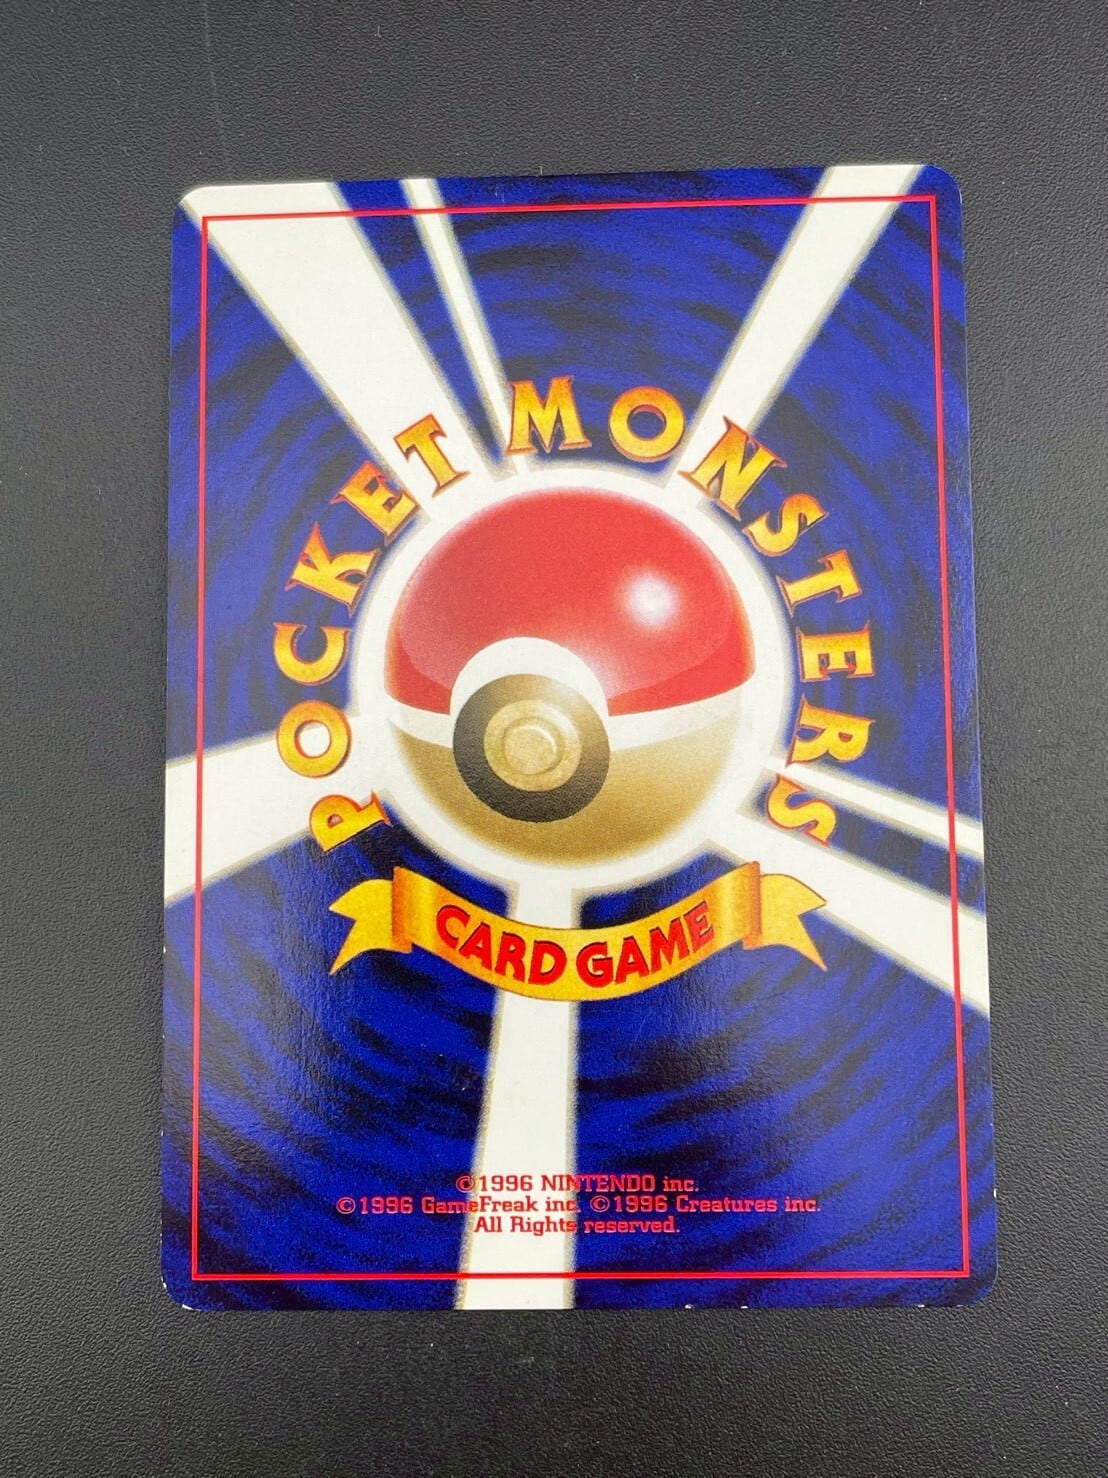 POCKET MONSTERS
CARD GAME
©1996 NINTENDO inc.
©1996 GameFreak inc. ©1996 Creatures inc.
All Rights reserved.